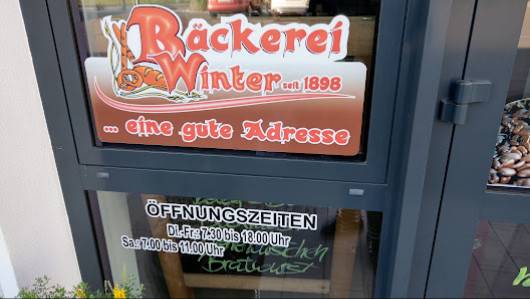 Bäckerei
Winter seit 1898
... eine gute Adresse
ÖFFNUNGSZEITEN
Di.-Fr.: 7:30 bis 18.00 Uhr
Sa.: 7:00 bis 11.00 Uhr
Bratwurst